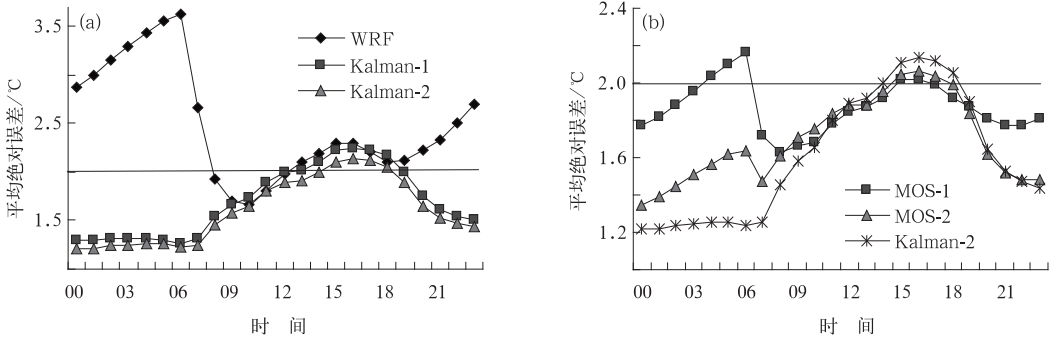 (a)
3.5
2.5
1.5
平均绝对误差/℃
WRF
Kalman-1
Kalman-2
00 03 06 09 12 15 18 21
时 间
(b)
2.4
2.0
1.6
1.2
平均绝对误差/℃
MOS-1
MOS-2
Kalman-2
00 03 06 09 12 15 18 21
时 间